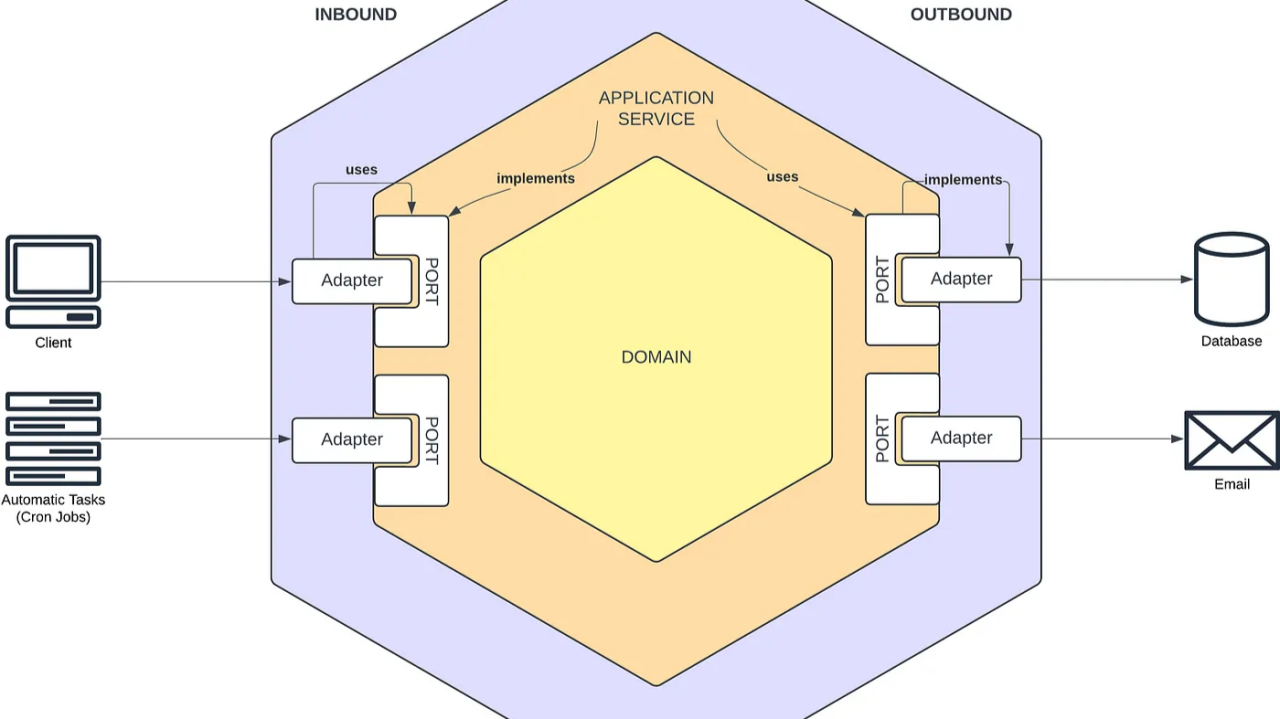 INBOUND
OUTBOUND
APPLICATION
SERVICE
uses
implements
uses
implements
Adapter
PORT
PORT
Adapter
Client
Database
DOMAIN
Adapter
PORT
PORT
Adapter
Automatic Tasks
(Cron Jobs)
Email